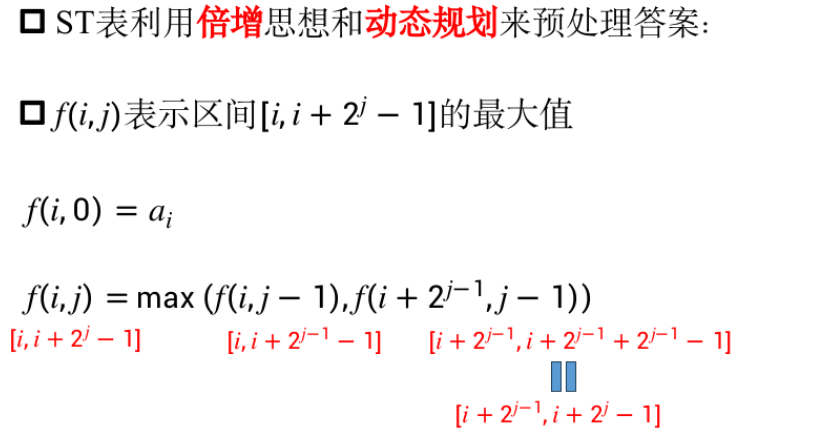 ST表利用倍增思想和动态规划来预处理答案:
f(i,j)表示区间[i, i + 2^j − 1]的最大值
f(i, 0) = a_i
f(i,j) = max (f(i,j − 1),f(i + 2^{j−1},j − 1))
[i, i + 2^j − 1] [i, i + 2^{j−1} − 1] [i + 2^{j−1}, i + 2^{j−1} + 2^{j−1} − 1]
[i + 2^{j−1}, i + 2^j − 1]